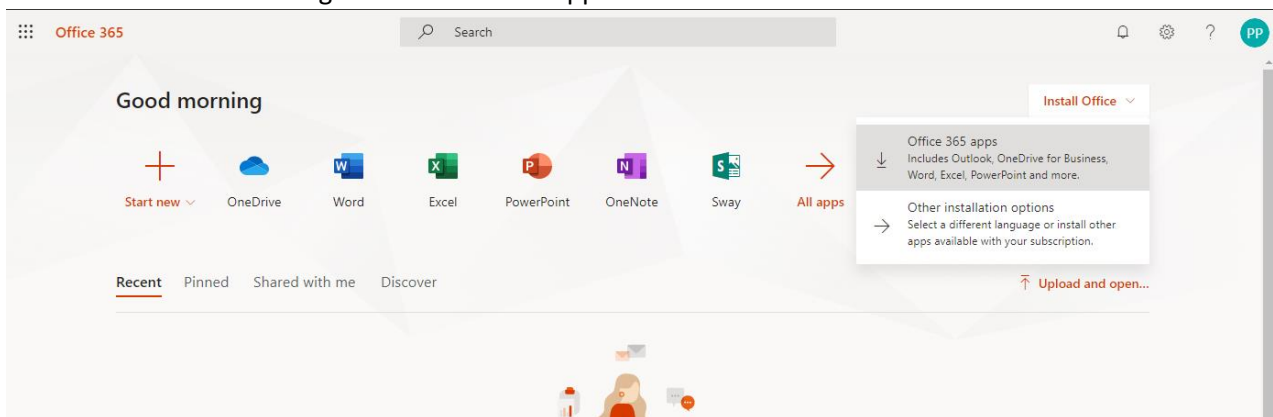 Office 365
Search
?
PP
Good morning
Install Office
Office 365 apps
Includes Outlook, OneDrive for Business,
Word, Excel, PowerPoint and more.
Start new
OneDrive
Word
Excel
PowerPoint
OneNote
Sway
All apps
Other installation options
Select a different language or install other
apps available with your subscription.
Recent
Pinned
Shared with me
Discover
Upload and open...